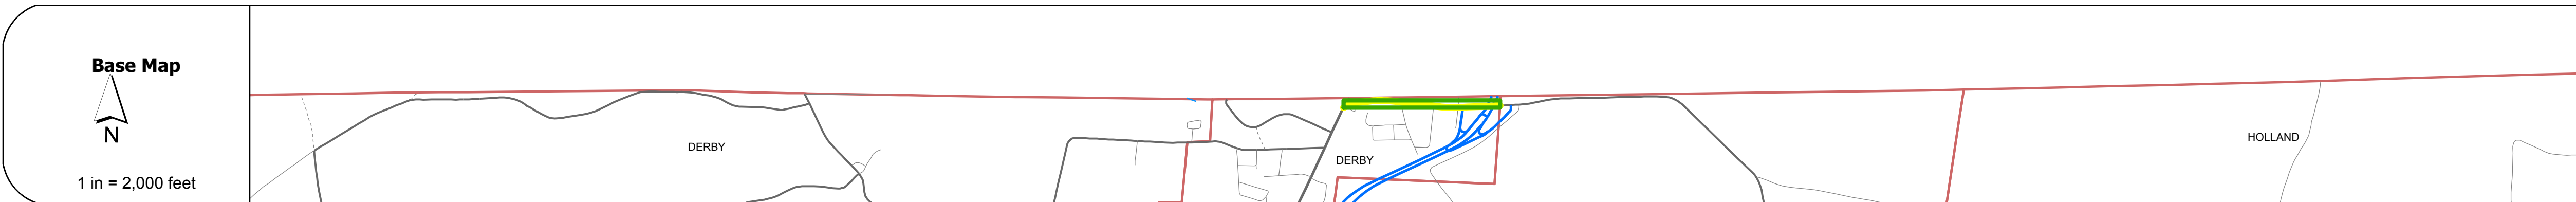 Base Map
N
1 in = 2,000 feet
DERBY
DERBY
HOLLAND